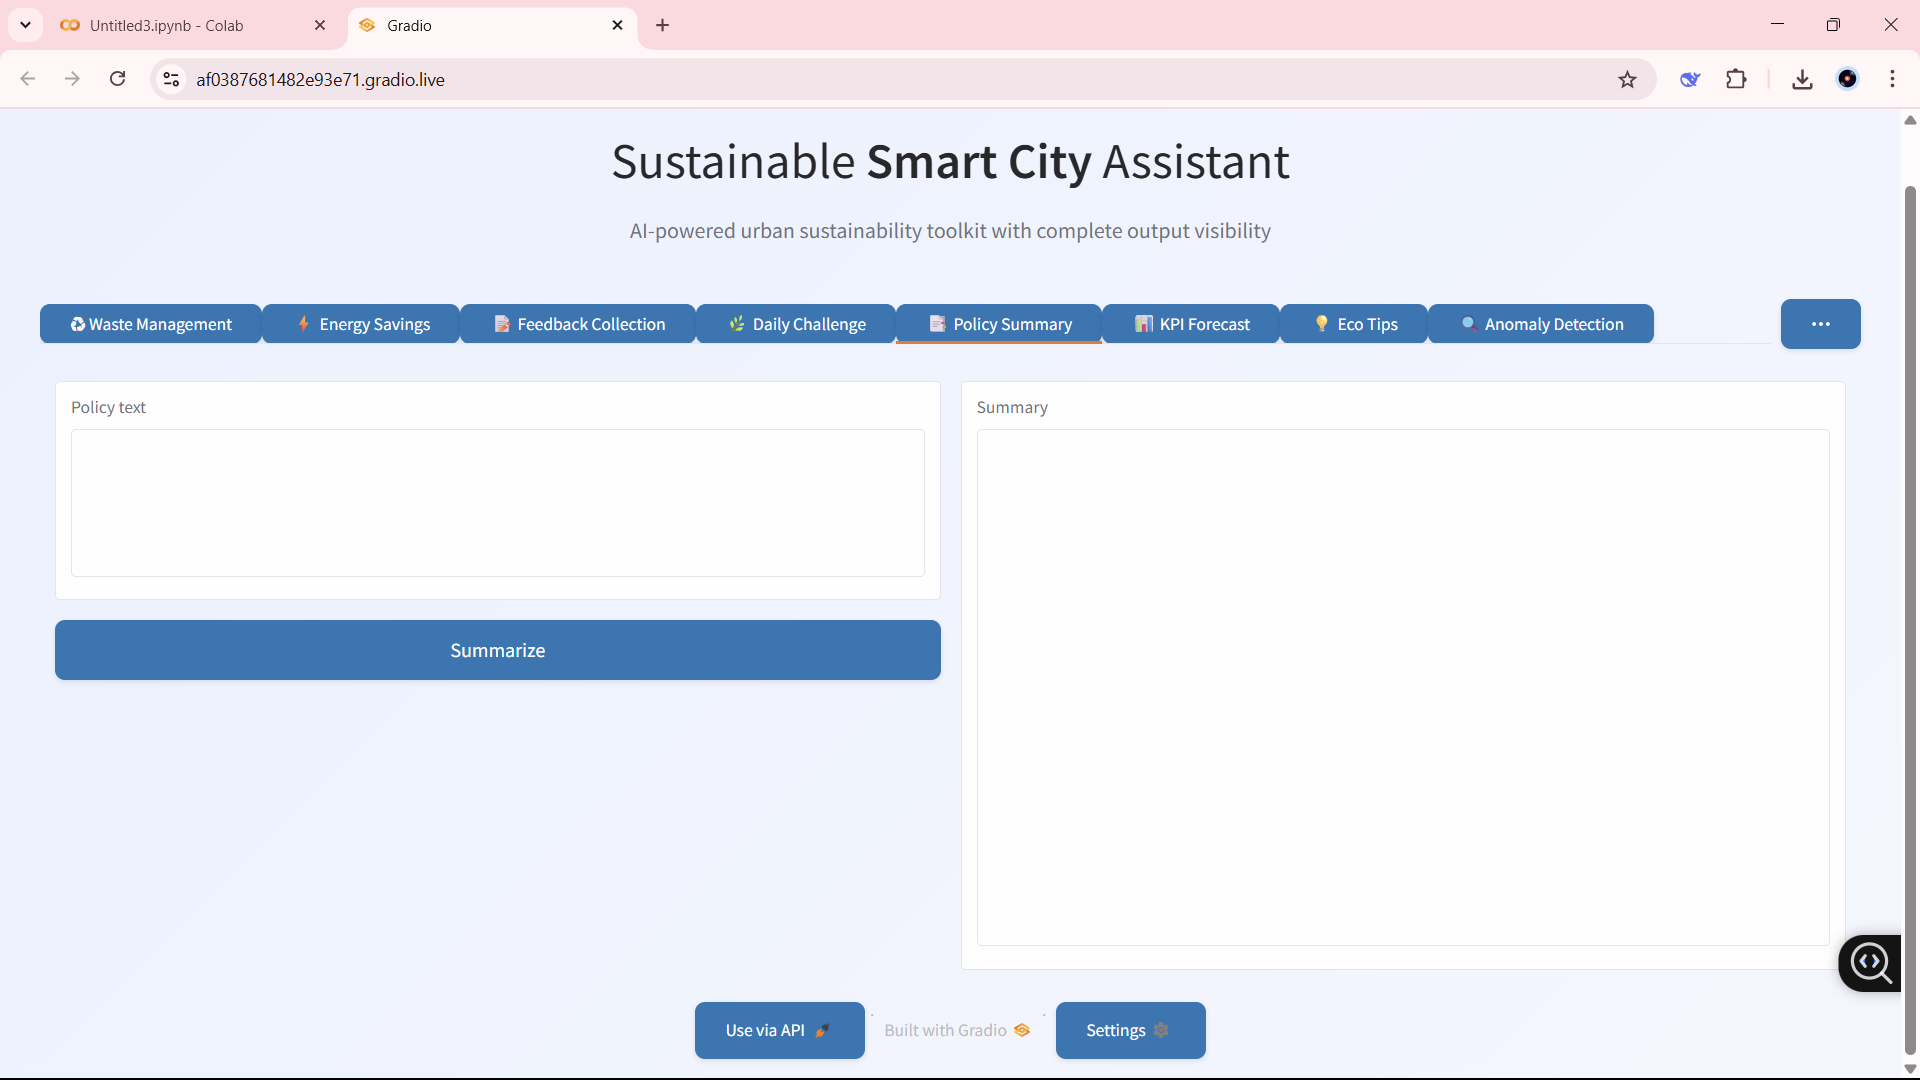 Untitled3.ipynb - Colab
Gradio
af0387681482e93e71.gradio.live
Sustainable Smart City Assistant
AI-powered urban sustainability toolkit with complete output visibility
Waste Management
Energy Savings
Feedback Collection
Daily Challenge
Policy Summary
KPI Forecast
Eco Tips
Anomaly Detection
Policy text
Summary
Summarize
Use via API
·
Built with Gradio
·
Settings